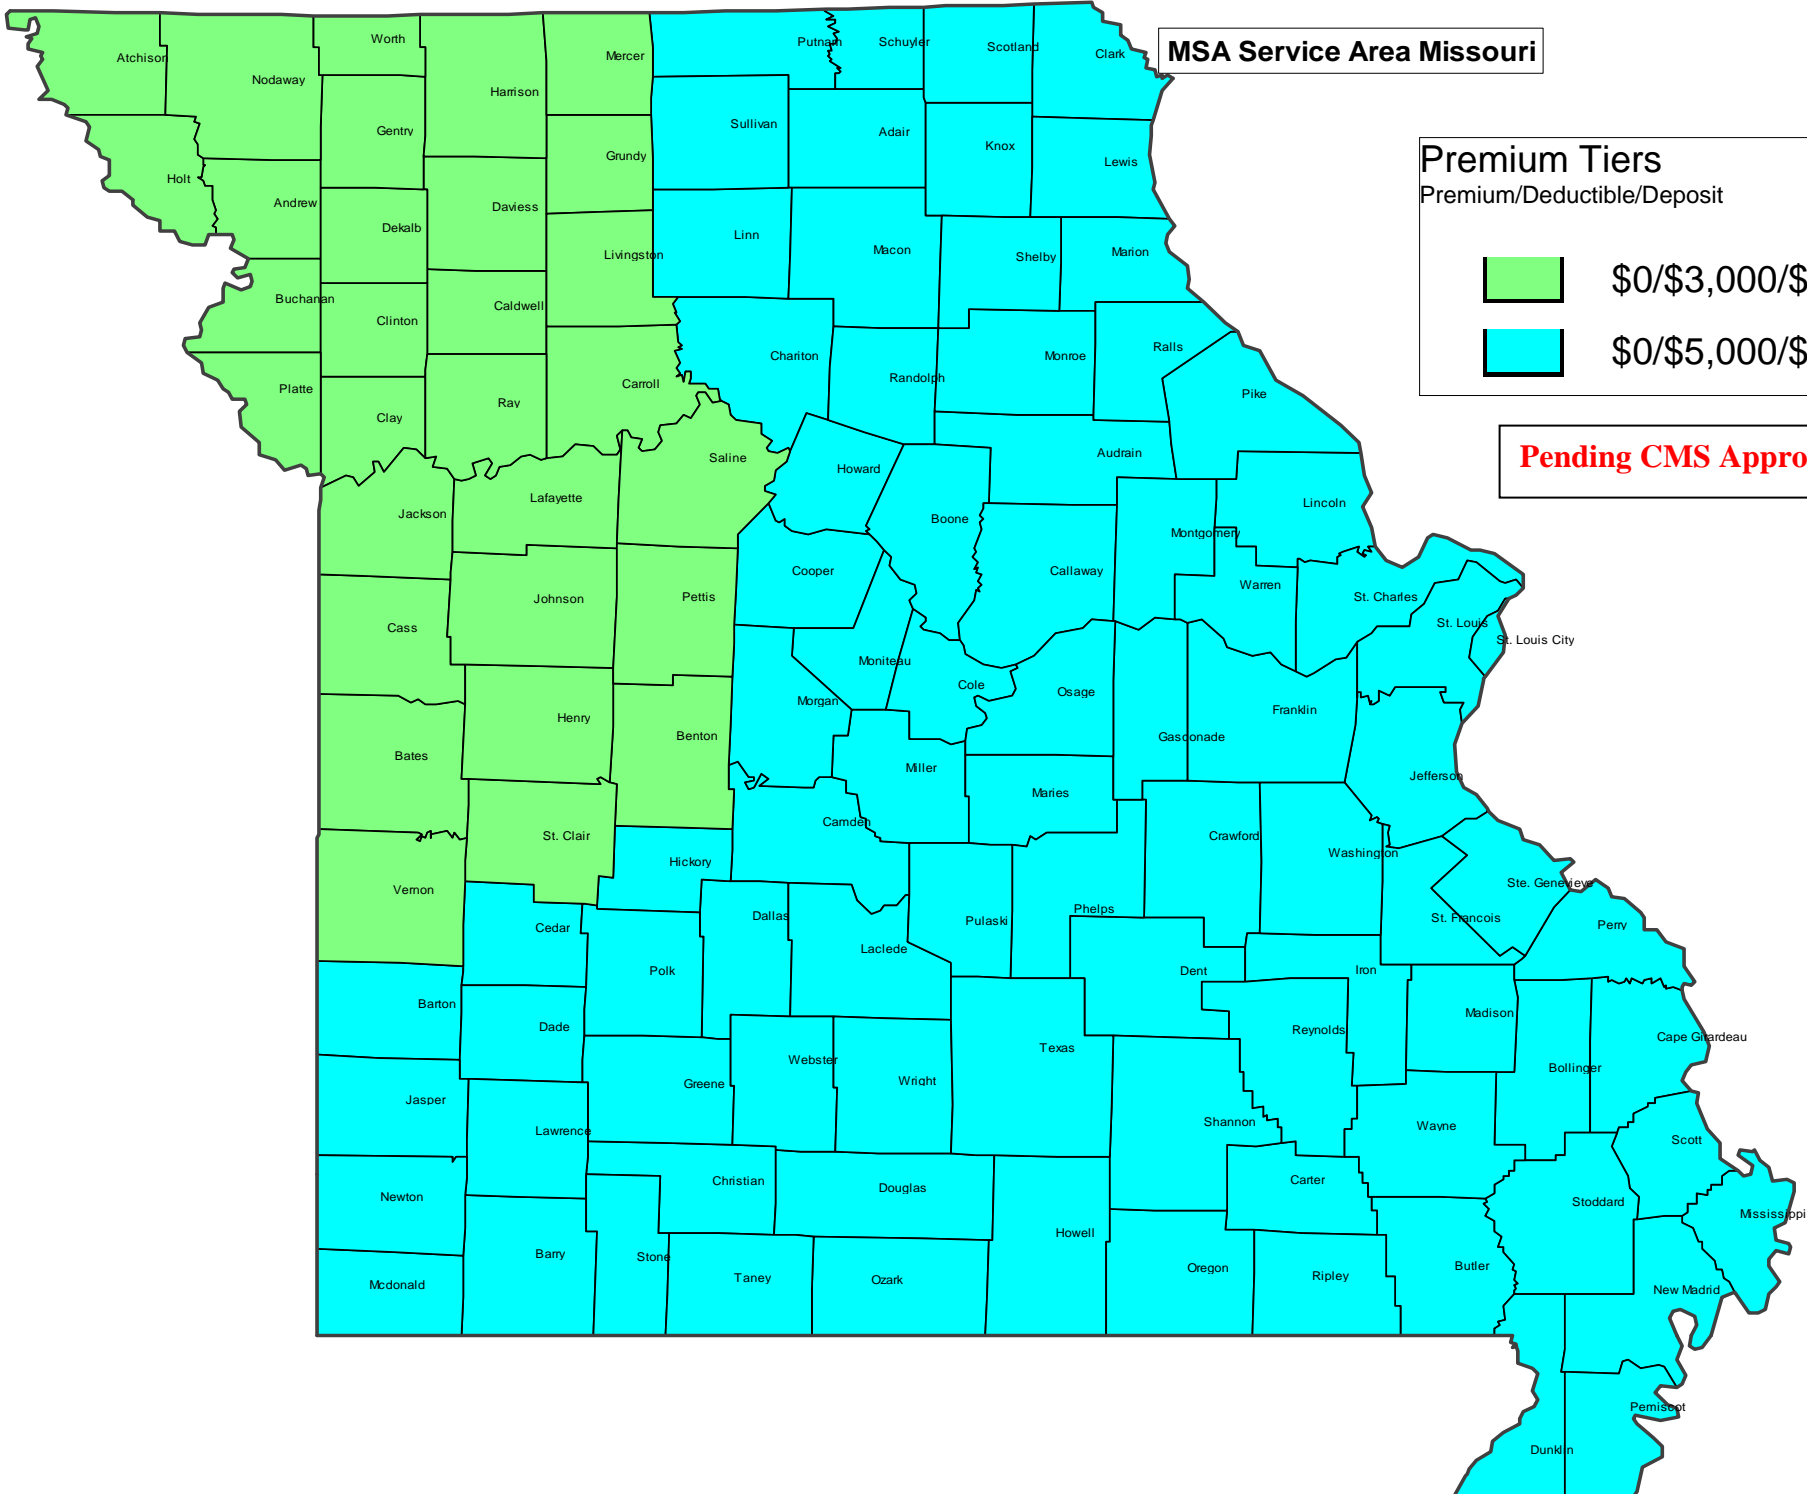 MSA Service Area Missouri
Premium Tiers
Premium/Deductible/Deposit
$0/$3,000/$
$0/$5,000/$
Pending CMS Appro
Atchison
Nodaway
Worth
Harrison
Mercer
Putnam
Schuyler
Scotland
Clark
Gentry
Sullivan
Adair
Knox
Lewis
Holt
Andrew
Dekalb
Daviess
Grundy
Livingston
Linn
Macon
Shelby
Marion
Buchanan
Clinton
Caldwell
Chariton
Randolph
Monroe
Ralls
Platte
Clay
Ray
Carroll
Pike
Saline
Howard
Audrain
Jackson
Lafayette
Boone
Lincoln
Montgomery
Cooper
Callaway
Warren
St. Charles
Cass
Johnson
Pettis
St. Louis
St. Louis City
Moniteau
Morgan
Cole
Osage
Franklin
Henry
Benton
Gasconade
Bates
Miller
Jefferson
Maries
St. Clair
Camden
Crawford
Washington
Hickory
Vernon
Ste. Genevieve
Cedar
Dallas
Pulaski
Phelps
St. Francois
Perry
Polk
Laclede
Dent
Iron
Barton
Dade
Texas
Reynolds
Madison
Cape Girardeau
Webster
Bollinger
Jasper
Greene
Wright
Lawrence
Shannon
Wayne
Scott
Newton
Christian
Douglas
Carter
Stoddard
Mississippi
Howell
Barry
Stone
Mcdonald
Taney
Ozark
Oregon
Ripley
Butler
New Madrid
Pemiscot
Dunklin